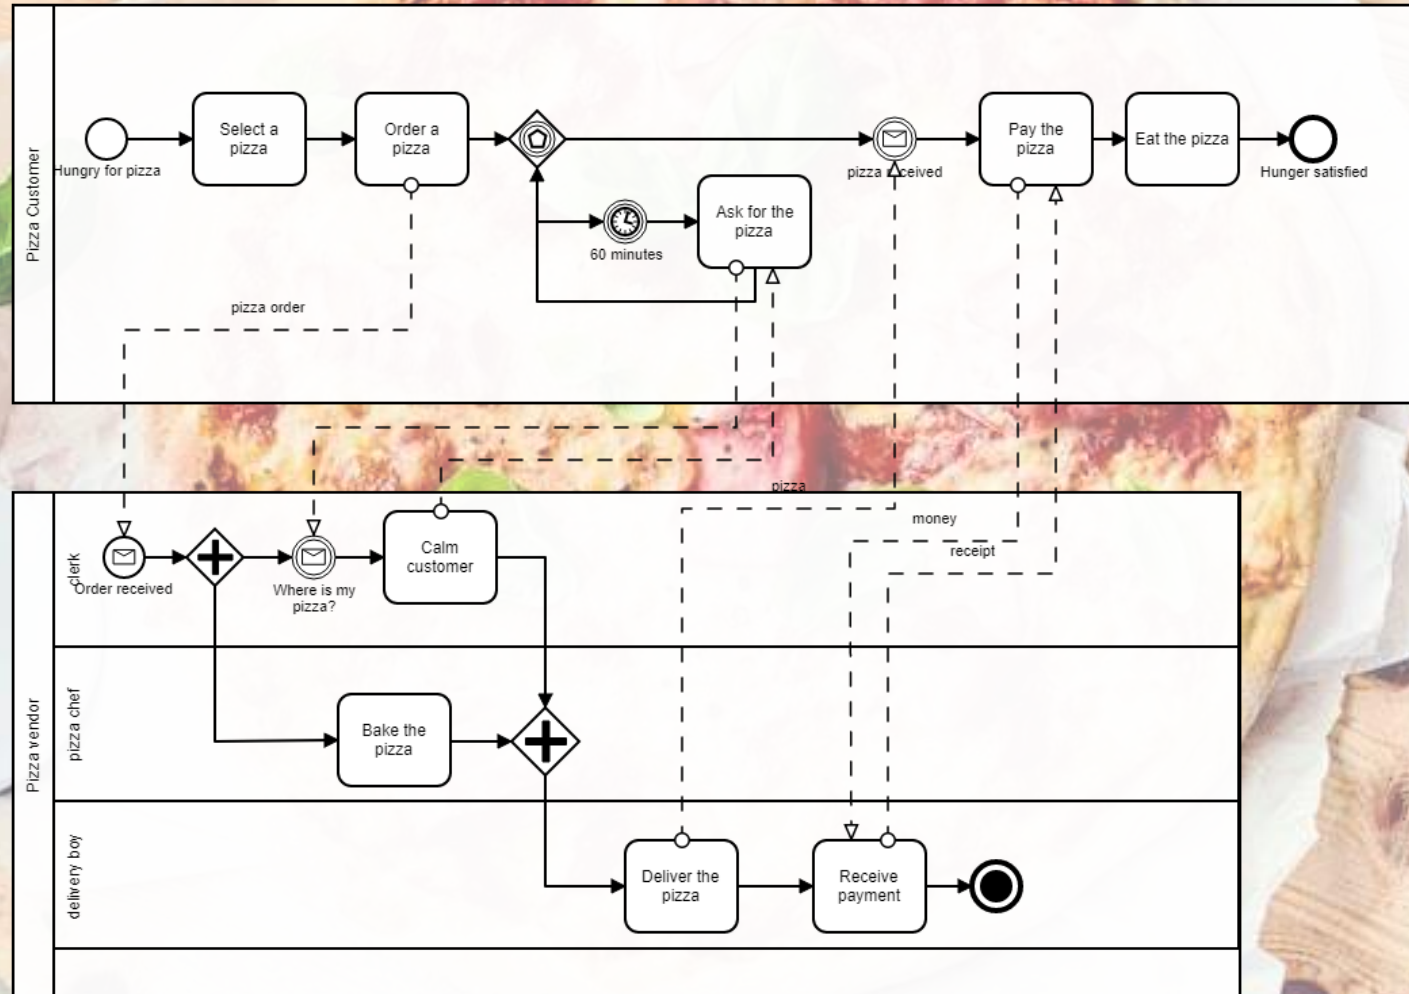 Pizza Customer
Hungry for pizza
Select a
pizza
Order a
pizza
60 minutes
Ask for the
pizza
pizza received
Pay the
pizza
Eat the pizza
Hunger satisfied
pizza order
pizza
money
receipt
Pizza vendor
clerk
Order received
Where is my
pizza?
Calm
customer
pizza chef
Bake the
pizza
delivery boy
Deliver the
pizza
Receive
payment